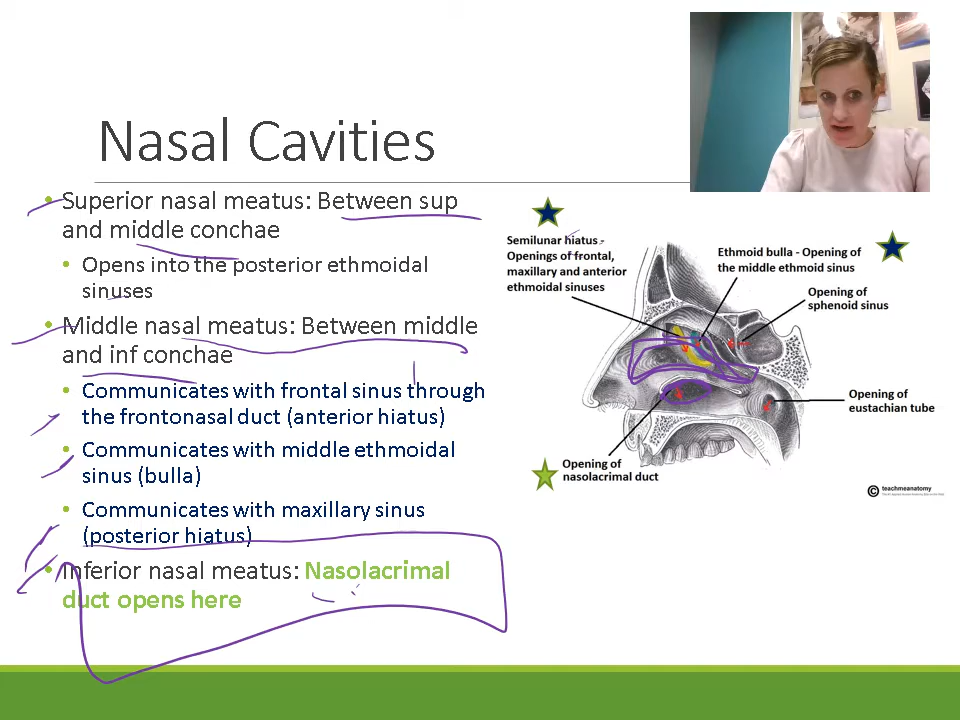 Nasal Cavities
• Superior nasal meatus: Between sup
and middle conchae
• Opens into the posterior ethmoidal
sinuses
• Middle nasal meatus: Between middle
and inf conchae
• Communicates with frontal sinus through
the frontonasal duct (anterior hiatus)
• Communicates with middle ethmoidal
sinus (bulla)
• Communicates with maxillary sinus
(posterior hiatus)
• Inferior nasal meatus: Nasolacrimal
duct opens here
Semilunar hiatus -
Openings of frontal,
maxillary and anterior
ethmoidal sinuses
Ethmoid bulla - Opening of
the middle ethmoid sinus
Opening of
sphenoid sinus
Opening of
eustachian tube
Opening of
nasolacrimal duct
© teachmeanatomy